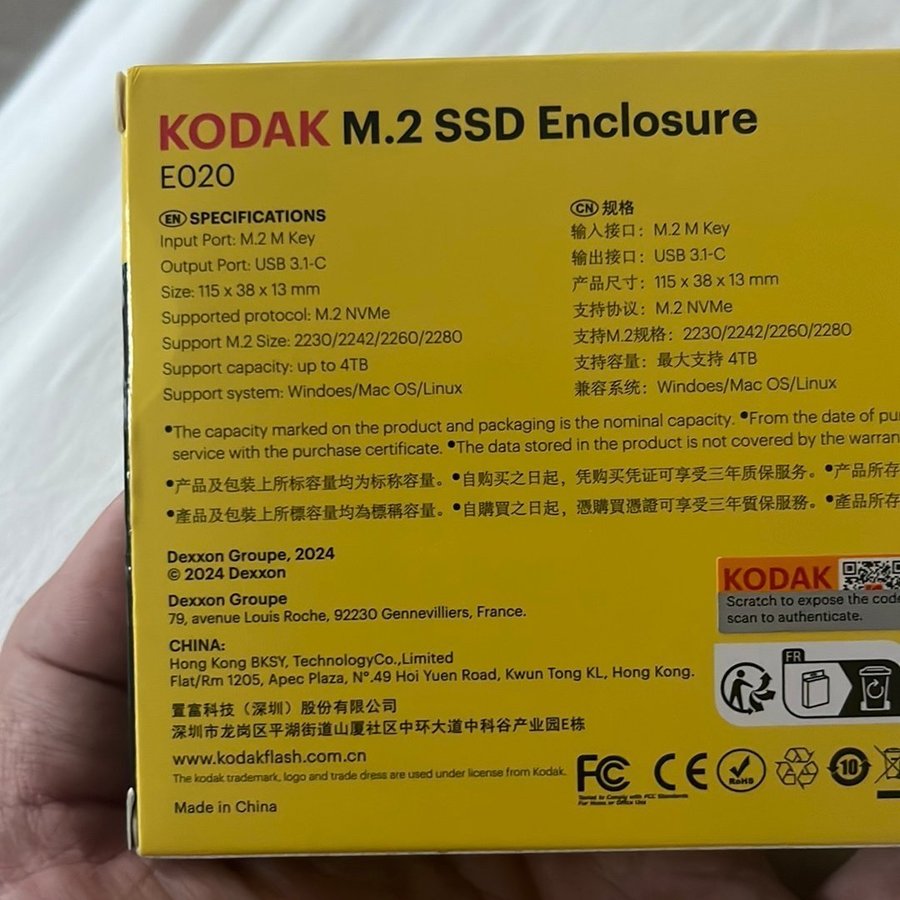 KODAK M.2 SSD Enclosure
E020
EN SPECIFICATIONS
Input Port: M.2 M Key
Output Port: USB 3.1-C
Size: 115 x 38 x 13 mm
Supported protocol: M.2 NVMe
Support M.2 Size: 2230/2242/2260/2280
Support capacity: up to 4TB
Support system: Windoes/Mac OS/Linux
CN 规格
输入接口：M.2 M Key
输出接口：USB 3.1-C
产品尺寸：115 x 38 x 13 mm
支持协议：M.2 NVMe
支持M.2规格：2230/2242/2260/2280
支持容量：最大支持 4TB
兼容系统：Windoes/Mac OS/Linux
•The capacity marked on the product and packaging is the nominal capacity. •From the date of pu
service with the purchase certificate. •The data stored in the product is not covered by the warran
•产品及包装上所标容量均为标称容量。•自购买之日起，凭购买凭证可享受三年质保服务。•产品所存
•產品及包裝上所標容量均為標稱容量。•自購買之日起，憑購買憑證可享受三年質保服務。•產品所存
Dexxon Groupe, 2024
© 2024 Dexxon
Dexxon Groupe
79, avenue Louis Roche, 92230 Gennevilliers, France.
CHINA:
Hong Kong BKSY, TechnologyCo.,Limited
Flat/Rm 1205, Apec Plaza, N°.49 Hoi Yuen Road, Kwun Tong KL, Hong Kong.
置富科技（深圳）股份有限公司
深圳市龙岗区平湖街道山厦社区中环大道中科谷产业园E栋
www.kodakflash.com.cn
The kodak trademark, logo and trade dress are used under license from Kodak.
Made in China
KODAK
Scratch to expose the code
scan to authenticate.
FR
FC CE RoHS 10
Tested to Comply with FCC Standards
For Home or Office Use